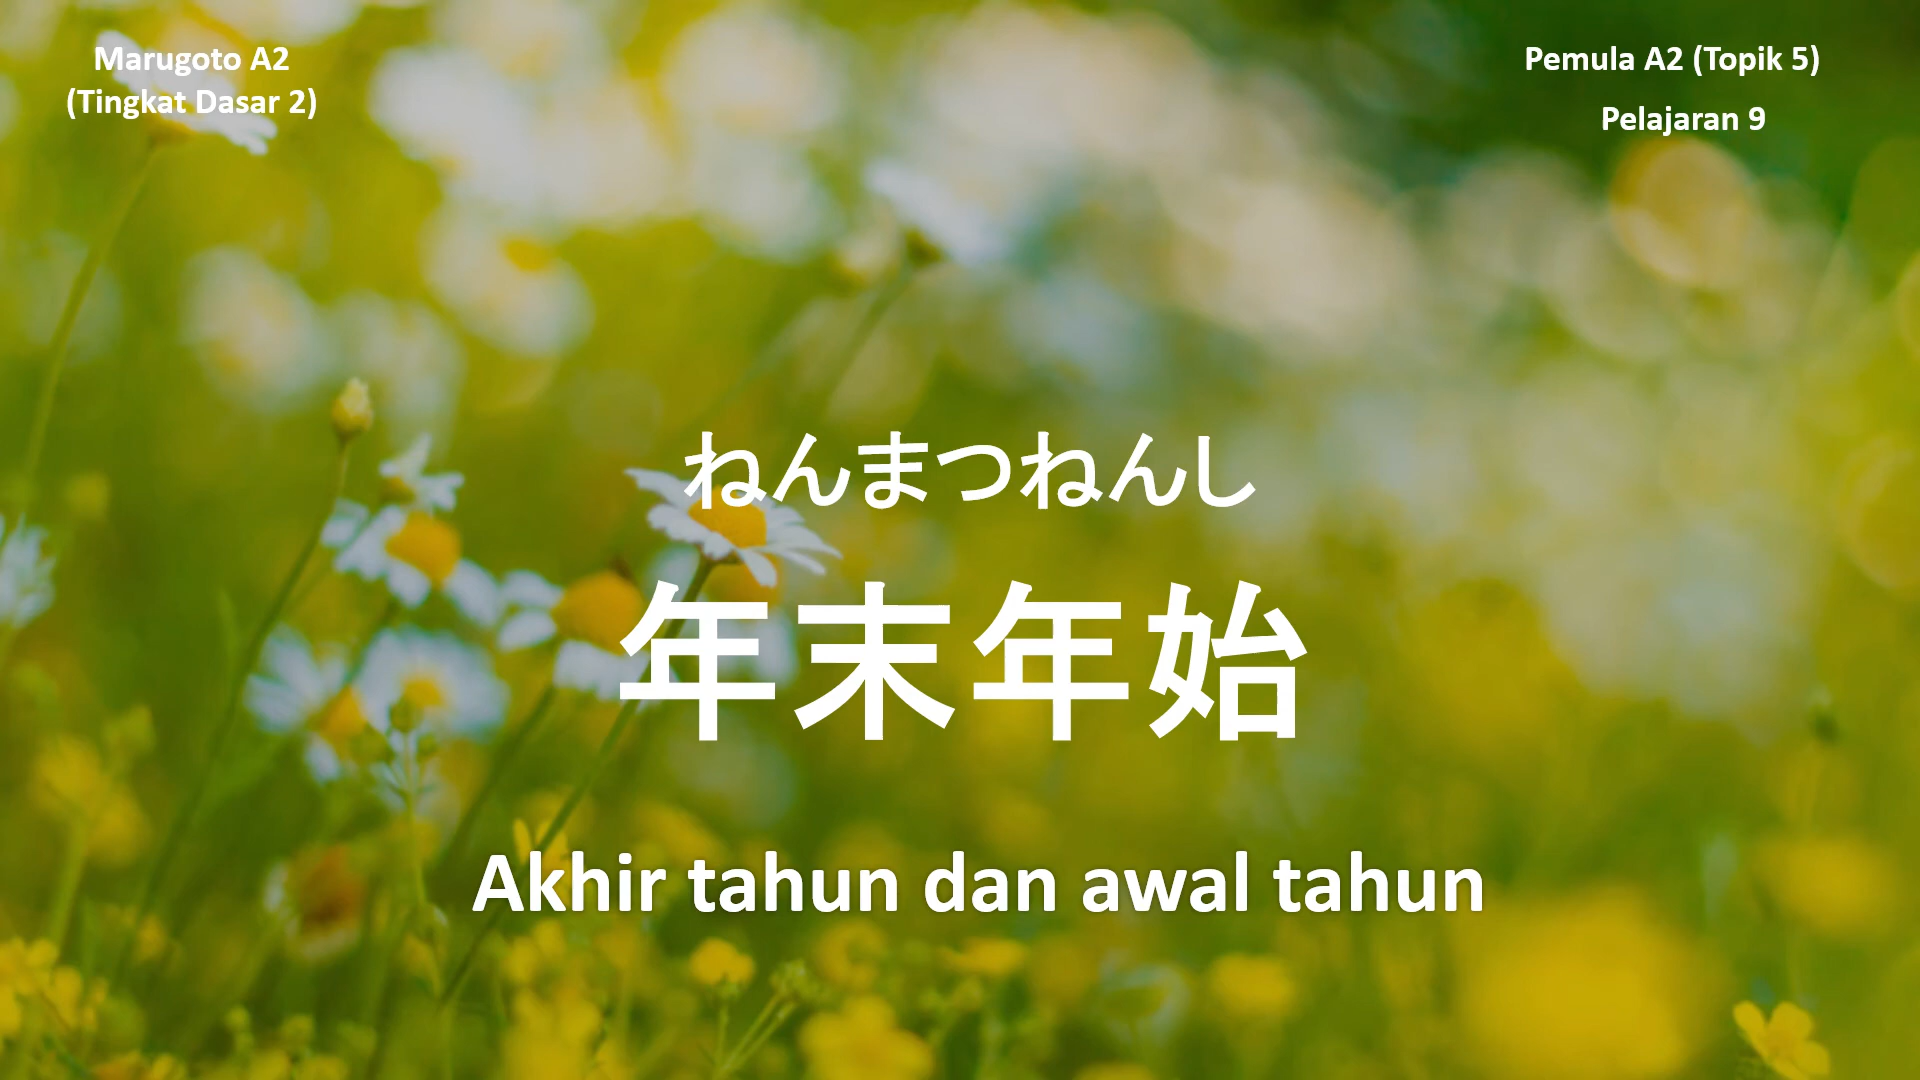 Marugoto A2
(Tingkat Dasar 2)
Pemula A2 (Topik 5)
Pelajaran 9
ねんまつねんし
年末年始
Akhir tahun dan awal tahun